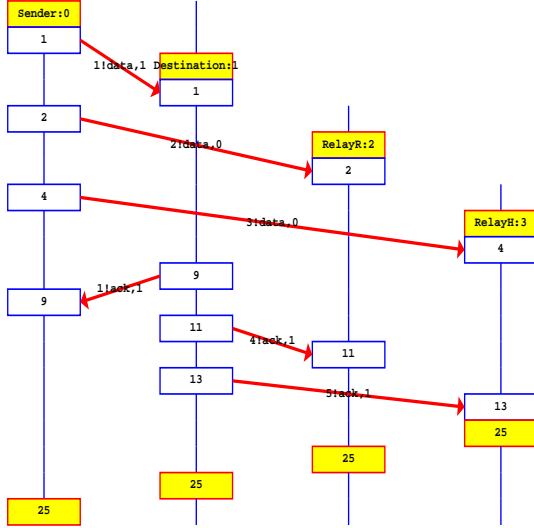 Sender:0
1
1!data,1 Destination:1
1
2
2!data,0
RelayR:2
2
4
3!data,0
RelayH:3
4
9
1!ack,1
9
11
4!ack,1
11
13
5!ack,1
13
25
25
25
25